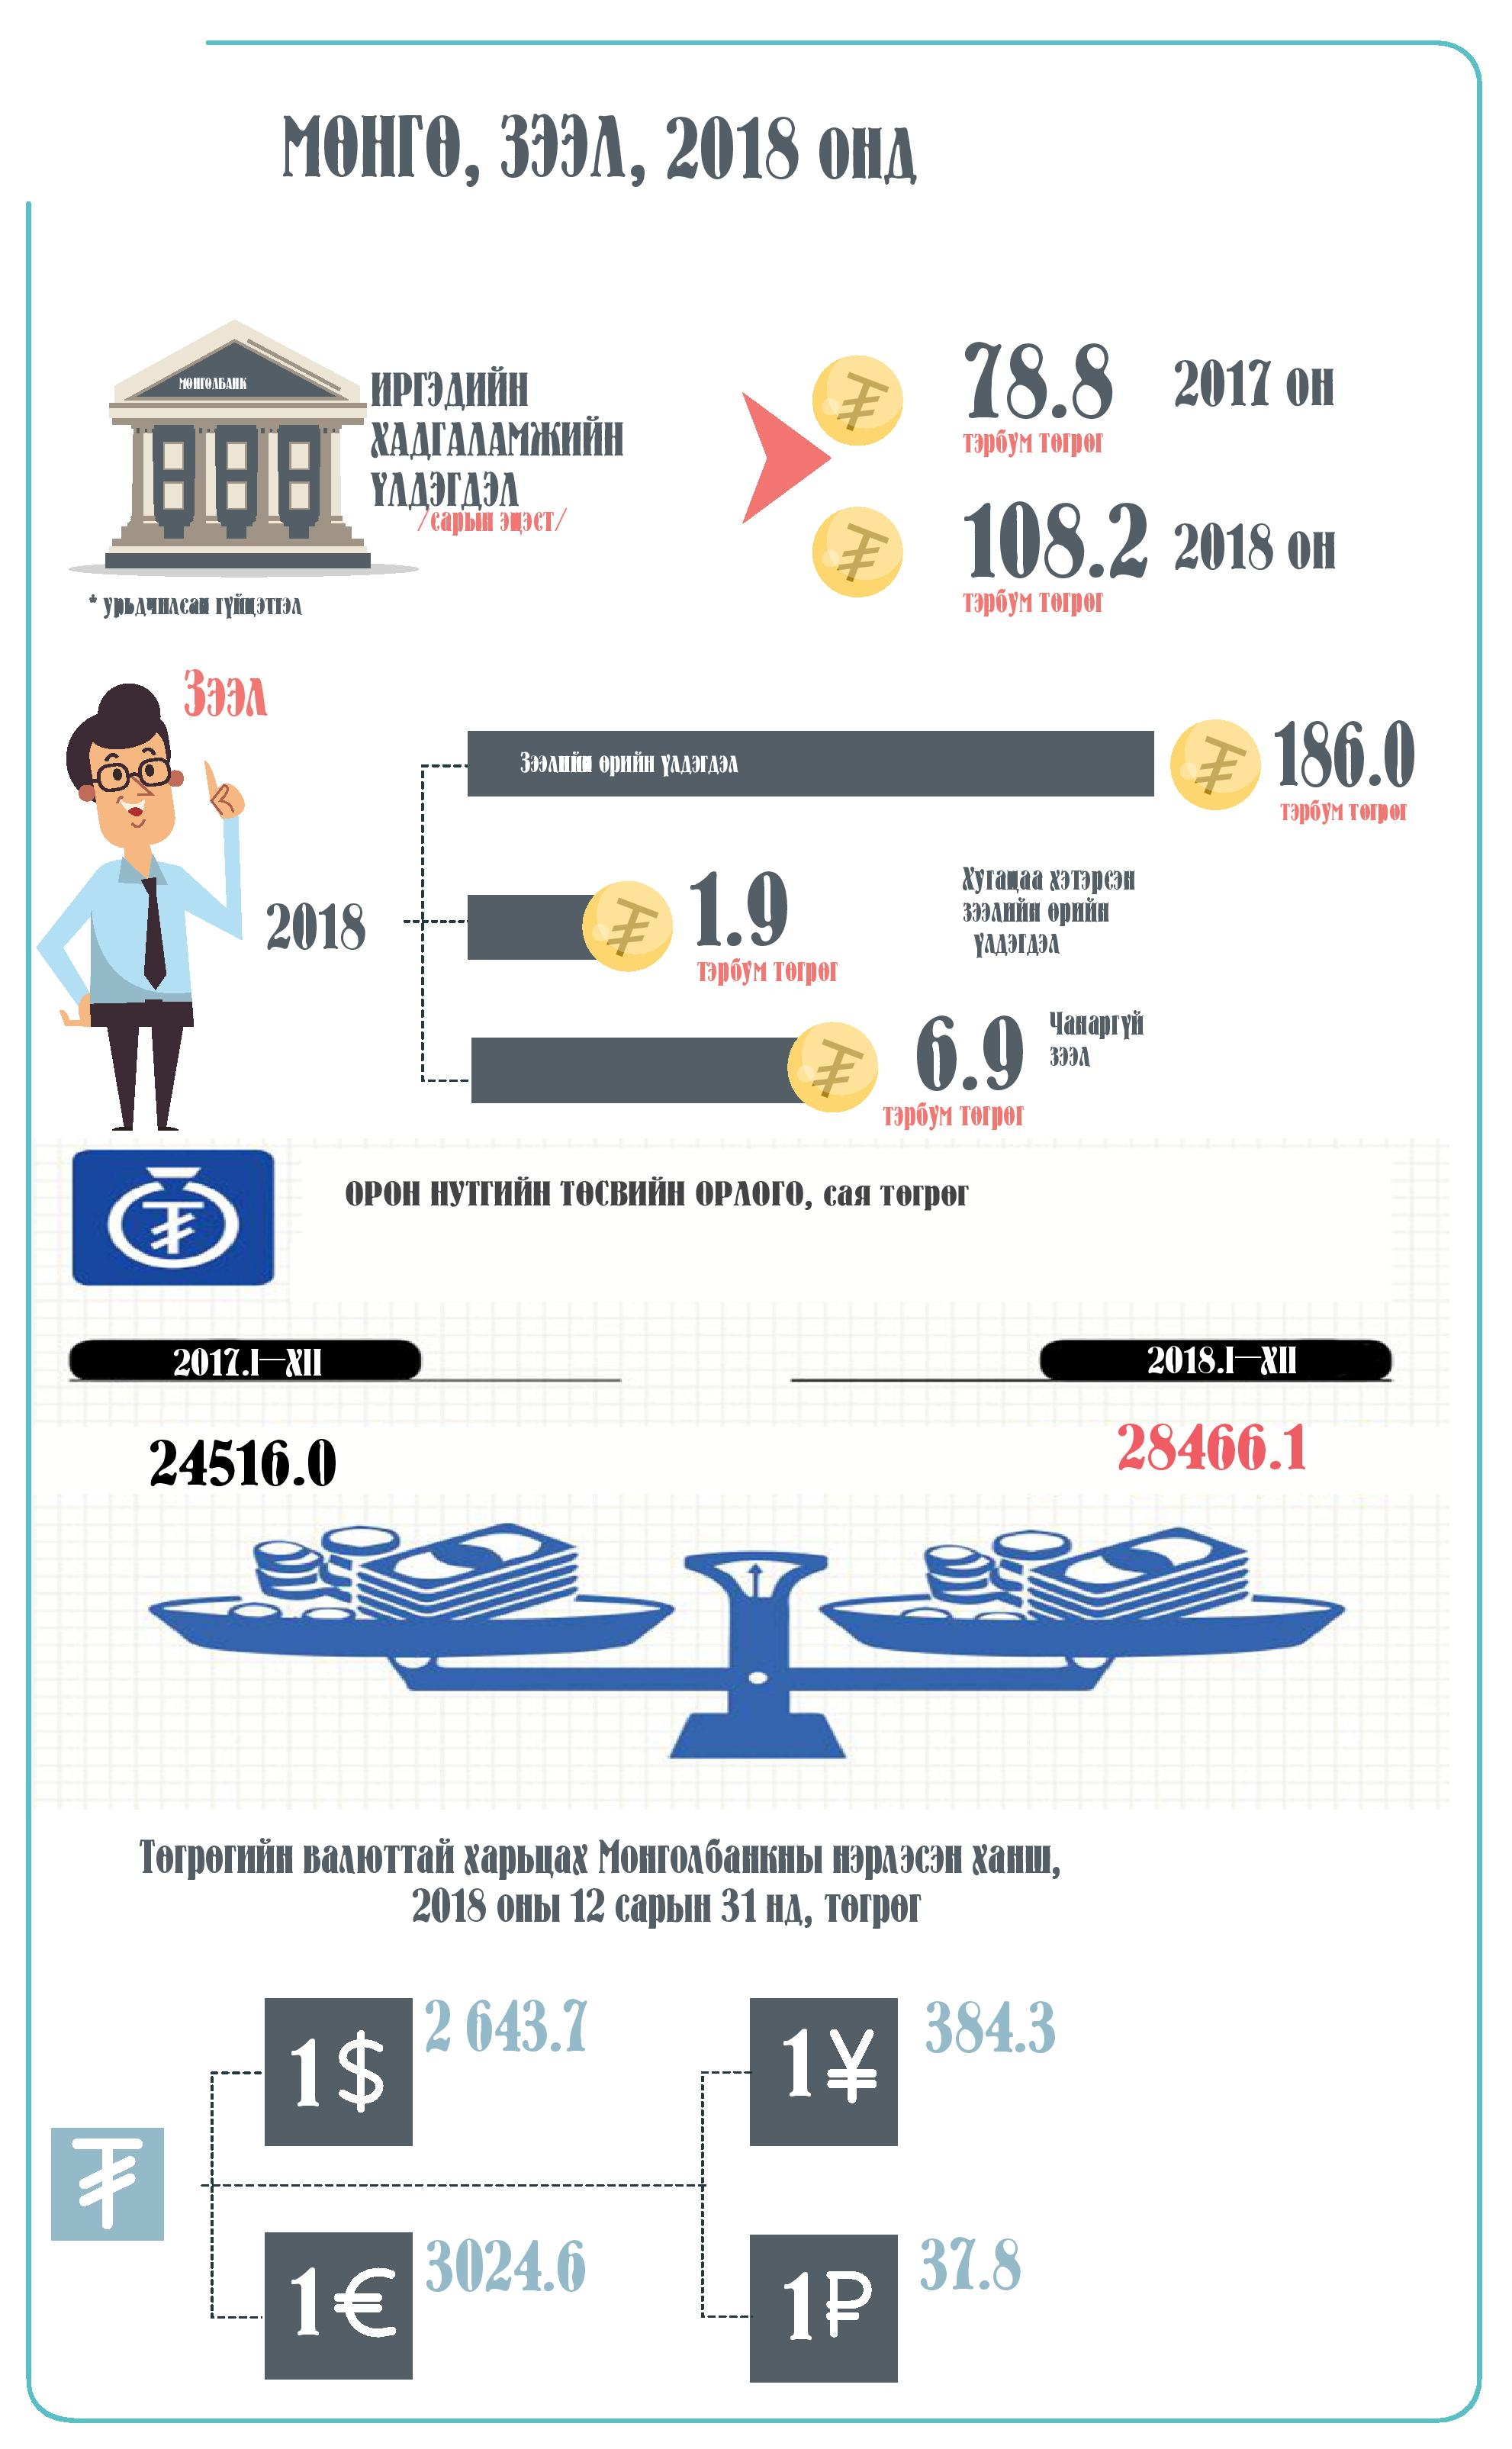 МӨНГӨ, ЗЭЭЛ, 2018 онд
МОНГОЛБАНК
ИРГЭДИЙН
ХАДГАЛАМЖИЙН
ҮЛДЭГДЭЛ
/сарын эцэст/
* урьдчилсан гүйцэтгэл
78.8 2017 он
тэрбум төгрөг
108.2 2018 он
тэрбум төгрөг
Зээл
2018
Зээлийн өрийн үлдэгдэл
186.0
тэрбум төгрөг
1.9
тэрбум төгрөг
Хугацаа хэтэрсэн
зээлийн өрийн
үлдэгдэл
6.9
тэрбум төгрөг
Чанаргүй
зээл
ОРОН НУТГИЙН ТӨСВИЙН ОРЛОГО, сая төгрөг
2017.I—XII
2018.I—XII
24516.0
28466.1
Төгрөгийн валюттай харьцах Монголбанкны нэрлэсэн ханш,
2018 оны 12 сарын 31 нд, төгрөг
₮
1$ 2 643.7
1¥ 384.3
1€ 3024.6
1₽ 37.8